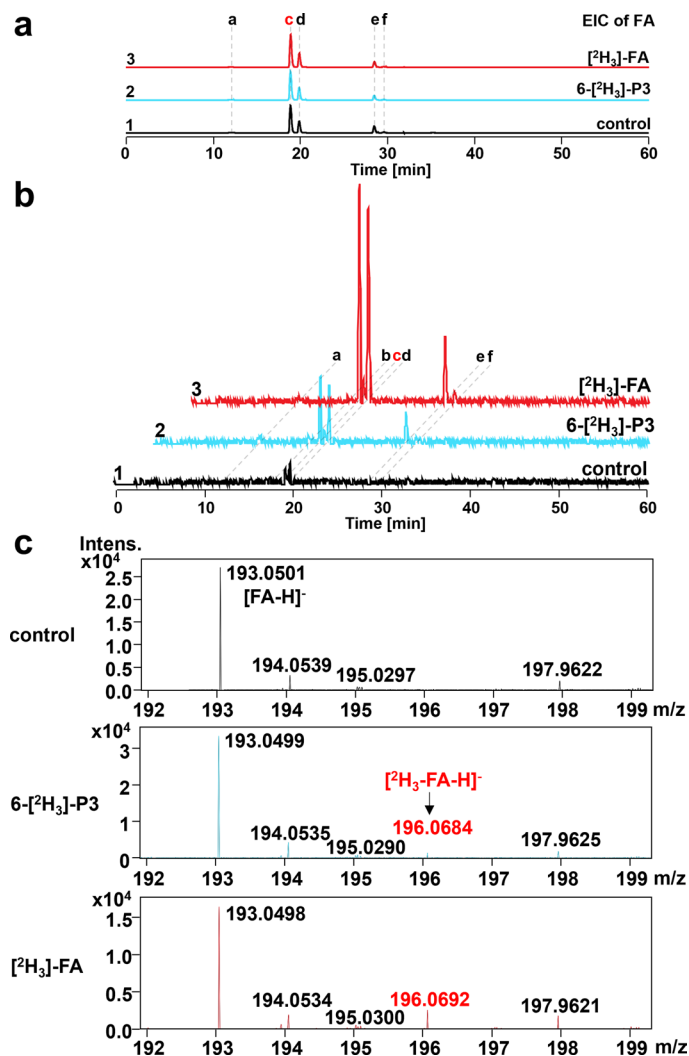 a
a c d e f EIC of FA
3 [²H₃]-FA
2 6-[²H₃]-P3
1 control
0 10 20 30 40 50 60
Time [min]
b
a b c d e f
3 [²H₃]-FA
2 6-[²H₃]-P3
1 control
0 10 20 30 40 50 60
Time [min]
c
Intens.
x10⁴
2.5
2.0
1.5
1.0
0.5
0.0
control
193.0501
[FA-H]⁻
194.0539
195.0297
197.9622
192 193 194 195 196 197 198 199 m/z
x10⁴
3
2
1
0
6-[²H₃]-P3
193.0499
[²H₃-FA-H]⁻
196.0684
194.0535
195.0290
197.9625
192 193 194 195 196 197 198 199 m/z
x10⁴
1.5
1.0
0.5
0.0
[²H₃]-FA
193.0498
194.0534
195.0300
196.0692
197.9621
192 193 194 195 196 197 198 199 m/z